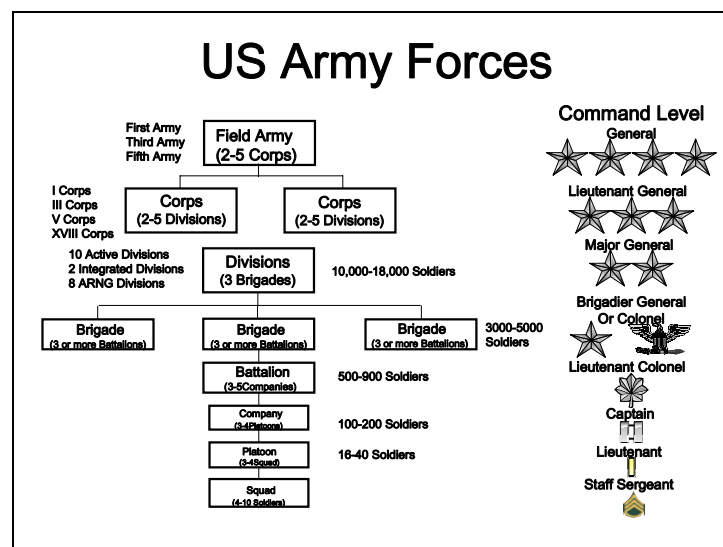 US Army Forces
First Army
Third Army
Fifth Army
Field Army
(2-5 Corps)
I Corps
III Corps
V Corps
XVIII Corps
Corps
(2-5 Divisions)
Corps
(2-5 Divisions)
10 Active Divisions
2 Integrated Divisions
8 ARNG Divisions
Divisions
(3 Brigades)
10,000-18,000 Soldiers
Brigade
(3 or more Battalions)
Brigade
(3 or more Battalions)
Brigade
(3 or more Battalions)
3000-5000
Soldiers
Battalion
(3-5Companies)
500-900 Soldiers
Company
(3-4Platoons)
100-200 Soldiers
Platoon
(3-4Squad)
16-40 Soldiers
Squad
(4-10 Soldiers)
Command Level
General
Lieutenant General
Major General
Brigadier General
Or Colonel
Lieutenant Colonel
Captain
Lieutenant
Staff Sergeant